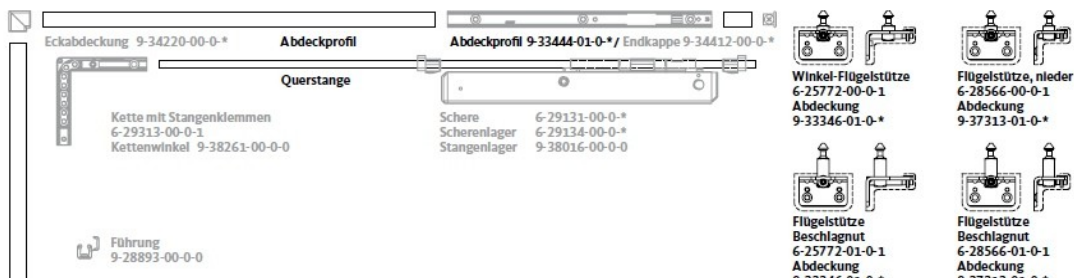 Eckabdeckung 9-34220-00-0-* Abdeckprofil Abdeckprofil 9-33444-01-0-*/ Endkappe 9-34412-00-0-*
Querstange
Kette mit Stangenklemmen
6-29313-00-0-1
Kettenwinkel 9-38261-00-0-0
Schere 6-29131-00-0-*
Scherenlager 6-29134-00-0-*
Stangenlager 9-38016-00-0-0
Führung
9-28893-00-0-0
Winkel-Flügelstütze
6-25772-00-0-1
Abdeckung
9-33346-01-0-*
Flügelstütze, nieder
6-28566-00-0-1
Abdeckung
9-37313-01-0-*
Flügelstütze
Beschlagnut
6-25772-01-0-1
Abdeckung
Flügelstütze
Beschlagnut
6-28566-01-0-1
Abdeckung